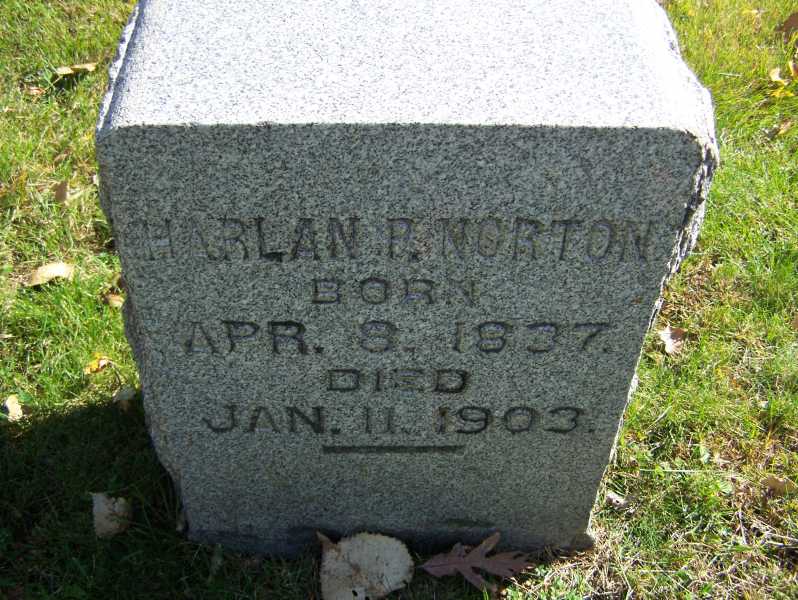 HARLAN P. NORTON
BORN
APR. 8. 1837.
DIED
JAN. 11. 1903.